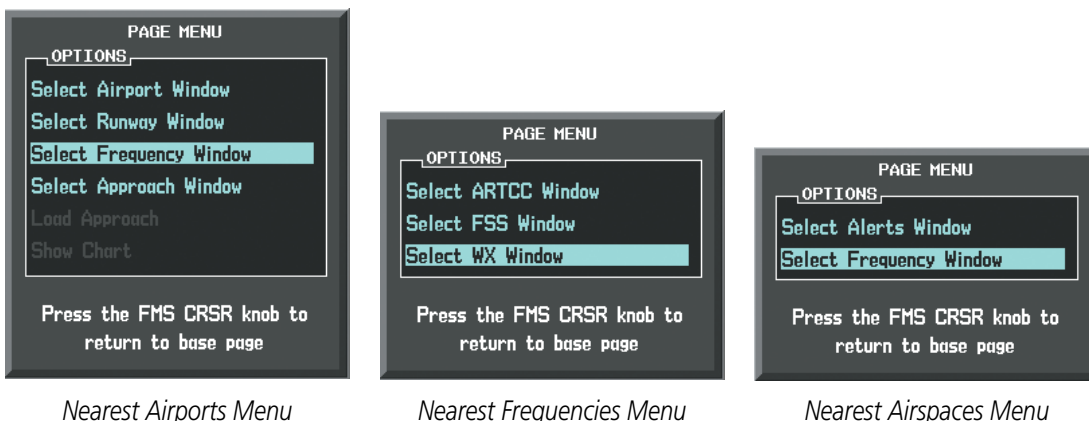 PAGE MENU
OPTIONS
Select Airport Window
Select Runway Window
Select Frequency Window
Select Approach Window
Load Approach
Show Chart
Press the FMS CRSR knob to
return to base page
Nearest Airports Menu
PAGE MENU
OPTIONS
Select ARTCC Window
Select FSS Window
Select WX Window
Press the FMS CRSR knob to
return to base page
Nearest Frequencies Menu
PAGE MENU
OPTIONS
Select Alerts Window
Select Frequency Window
Press the FMS CRSR knob to
return to base page
Nearest Airspaces Menu